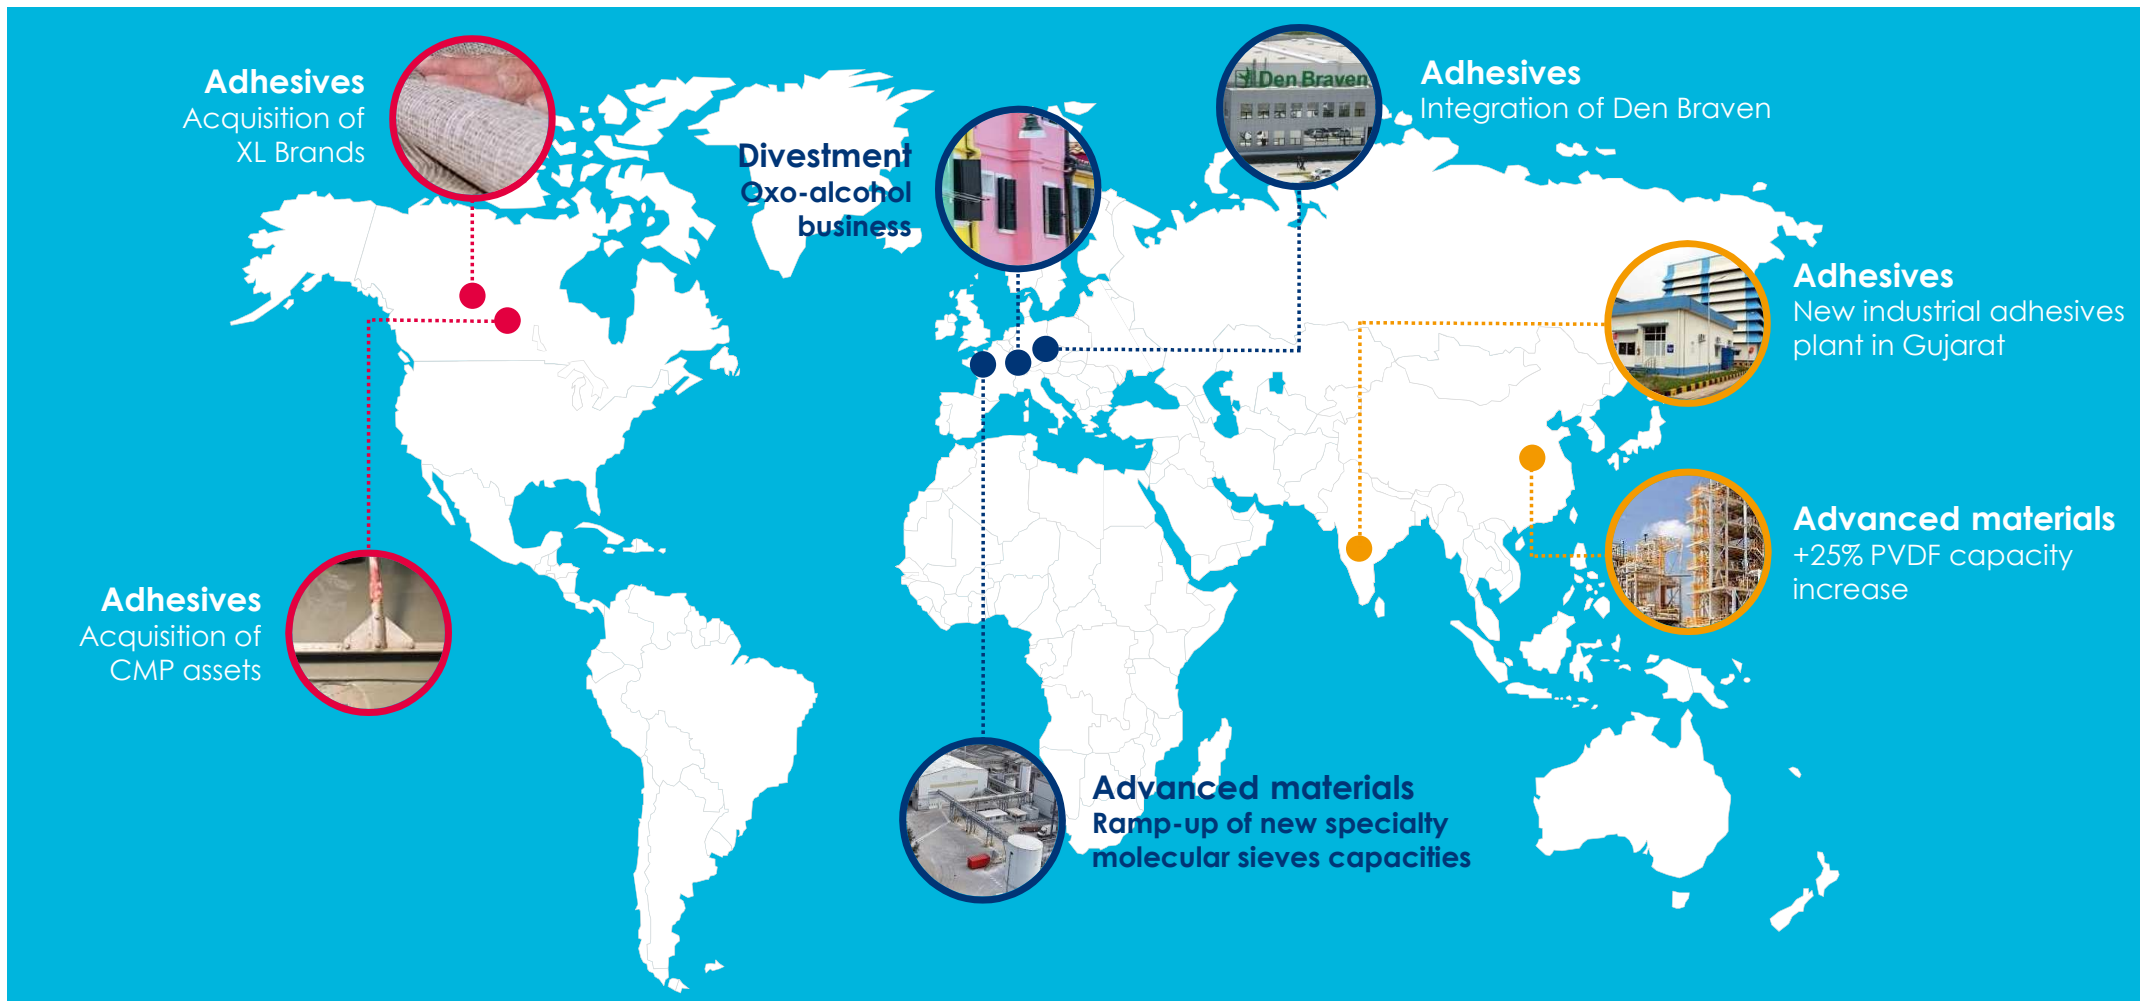 Adhesives
Acquisition of
XL Brands
Divestment
Oxo-alcohol
business
Den Braven
Adhesives
Integration of Den Braven
Adhesives
New industrial adhesives
plant in Gujarat
Advanced materials
+25% PVDF capacity
increase
Adhesives
Acquisition of
CMP assets
Advanced materials
Ramp-up of new specialty
molecular sieves capacities